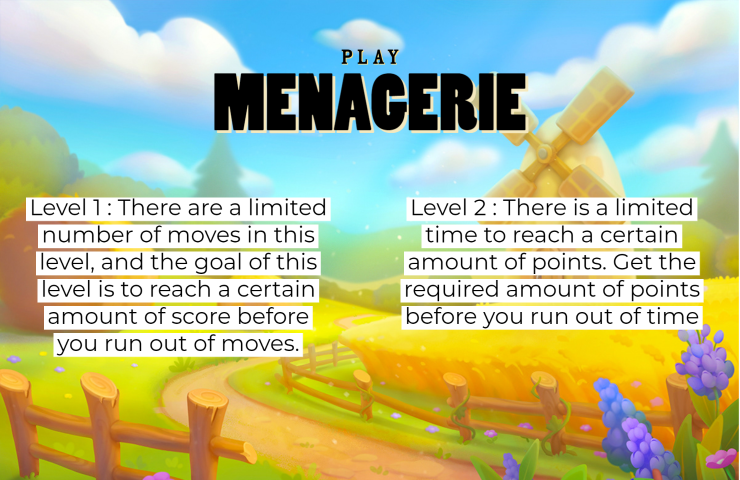 PLAY
MENAGERIE
Level 1 : There are a limited
number of moves in this
level, and the goal of this
level is to reach a certain
amount of score before
you run out of moves.
Level 2 : There is a limited
time to reach a certain
amount of points. Get the
required amount of points
before you run out of time